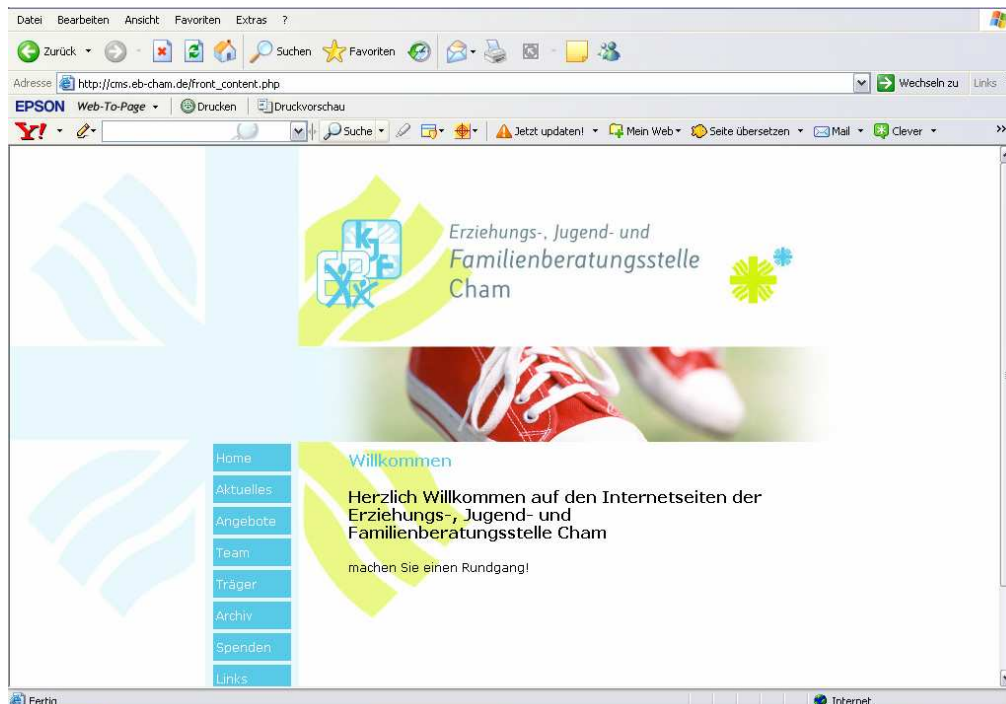 Datei Bearbeiten Ansicht Favoriten Extras ?
Zurück Suchen Favoriten
Adresse http://cms.eb-cham.de/front_content.php Wechseln zu Links
EPSON Web-To-Page Drucken Druckvorschau
Y! Suche Jetzt updaten! Mein Web Seite übersetzen Mail Clever »
kjf
EB
Erziehungs-, Jugend- und
Familienberatungsstelle
Cham
Home
Aktuelles
Angebote
Team
Träger
Archiv
Spenden
Links
Willkommen
Herzlich Willkommen auf den Internetseiten der
Erziehungs-, Jugend- und
Familienberatungsstelle Cham
machen Sie einen Rundgang!
Fertig Internet